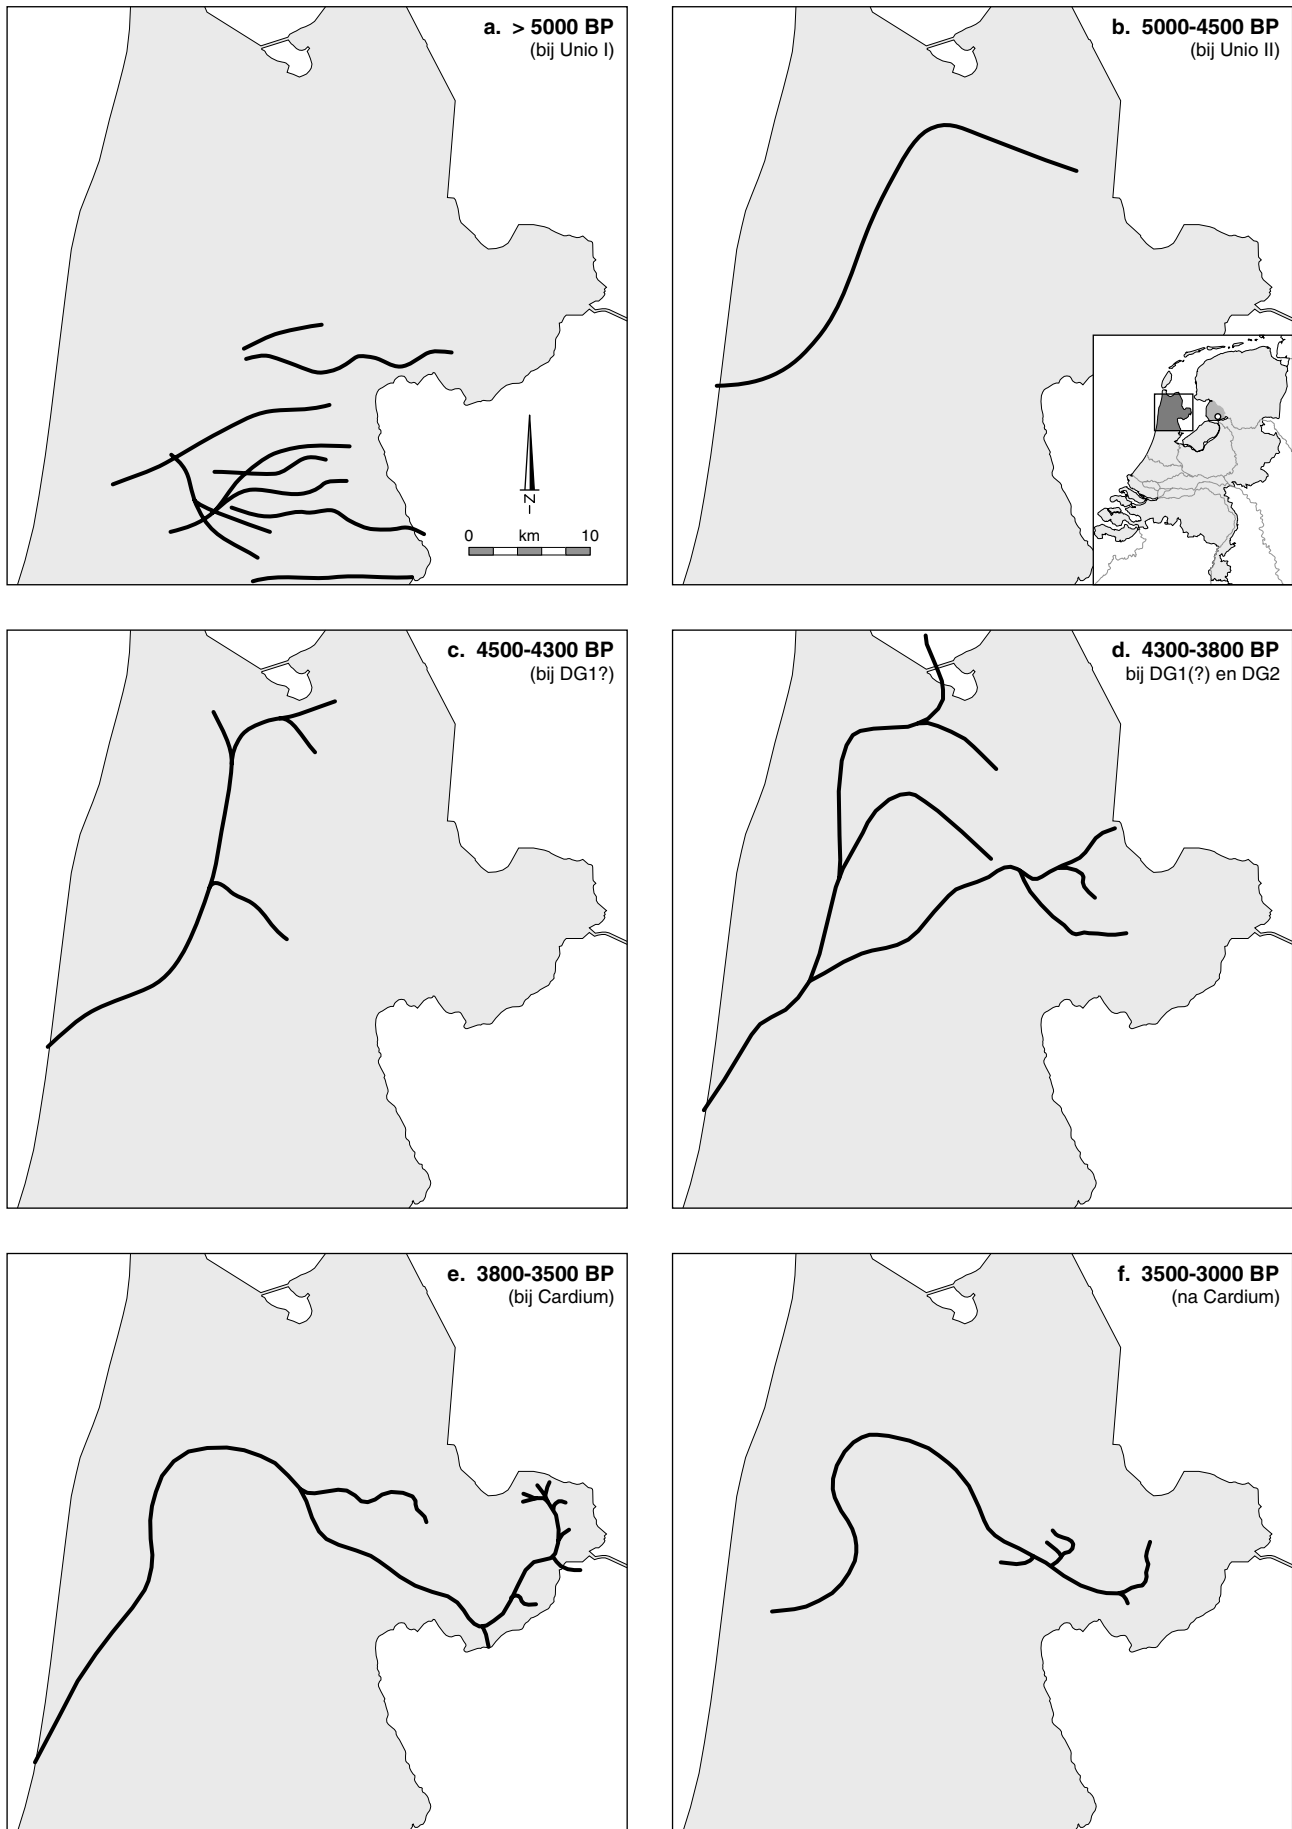 a. > 5000 BP
(bij Unio I)
b. 5000-4500 BP
(bij Unio II)
N
0 km 10
c. 4500-4300 BP
(bij DG1?)
d. 4300-3800 BP
bij DG1(?) en DG2
e. 3800-3500 BP
(bij Cardium)
f. 3500-3000 BP
(na Cardium)